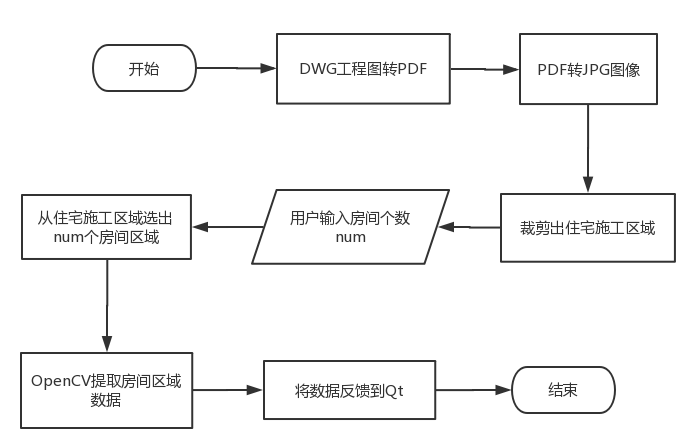 开始
DWG工程图转PDF
PDF转JPG图像
裁剪出住宅施工区域
用户输入房间个数
num
从住宅施工区域选出
num个房间区域
OpenCV提取房间区域
数据
将数据反馈到Qt
结束